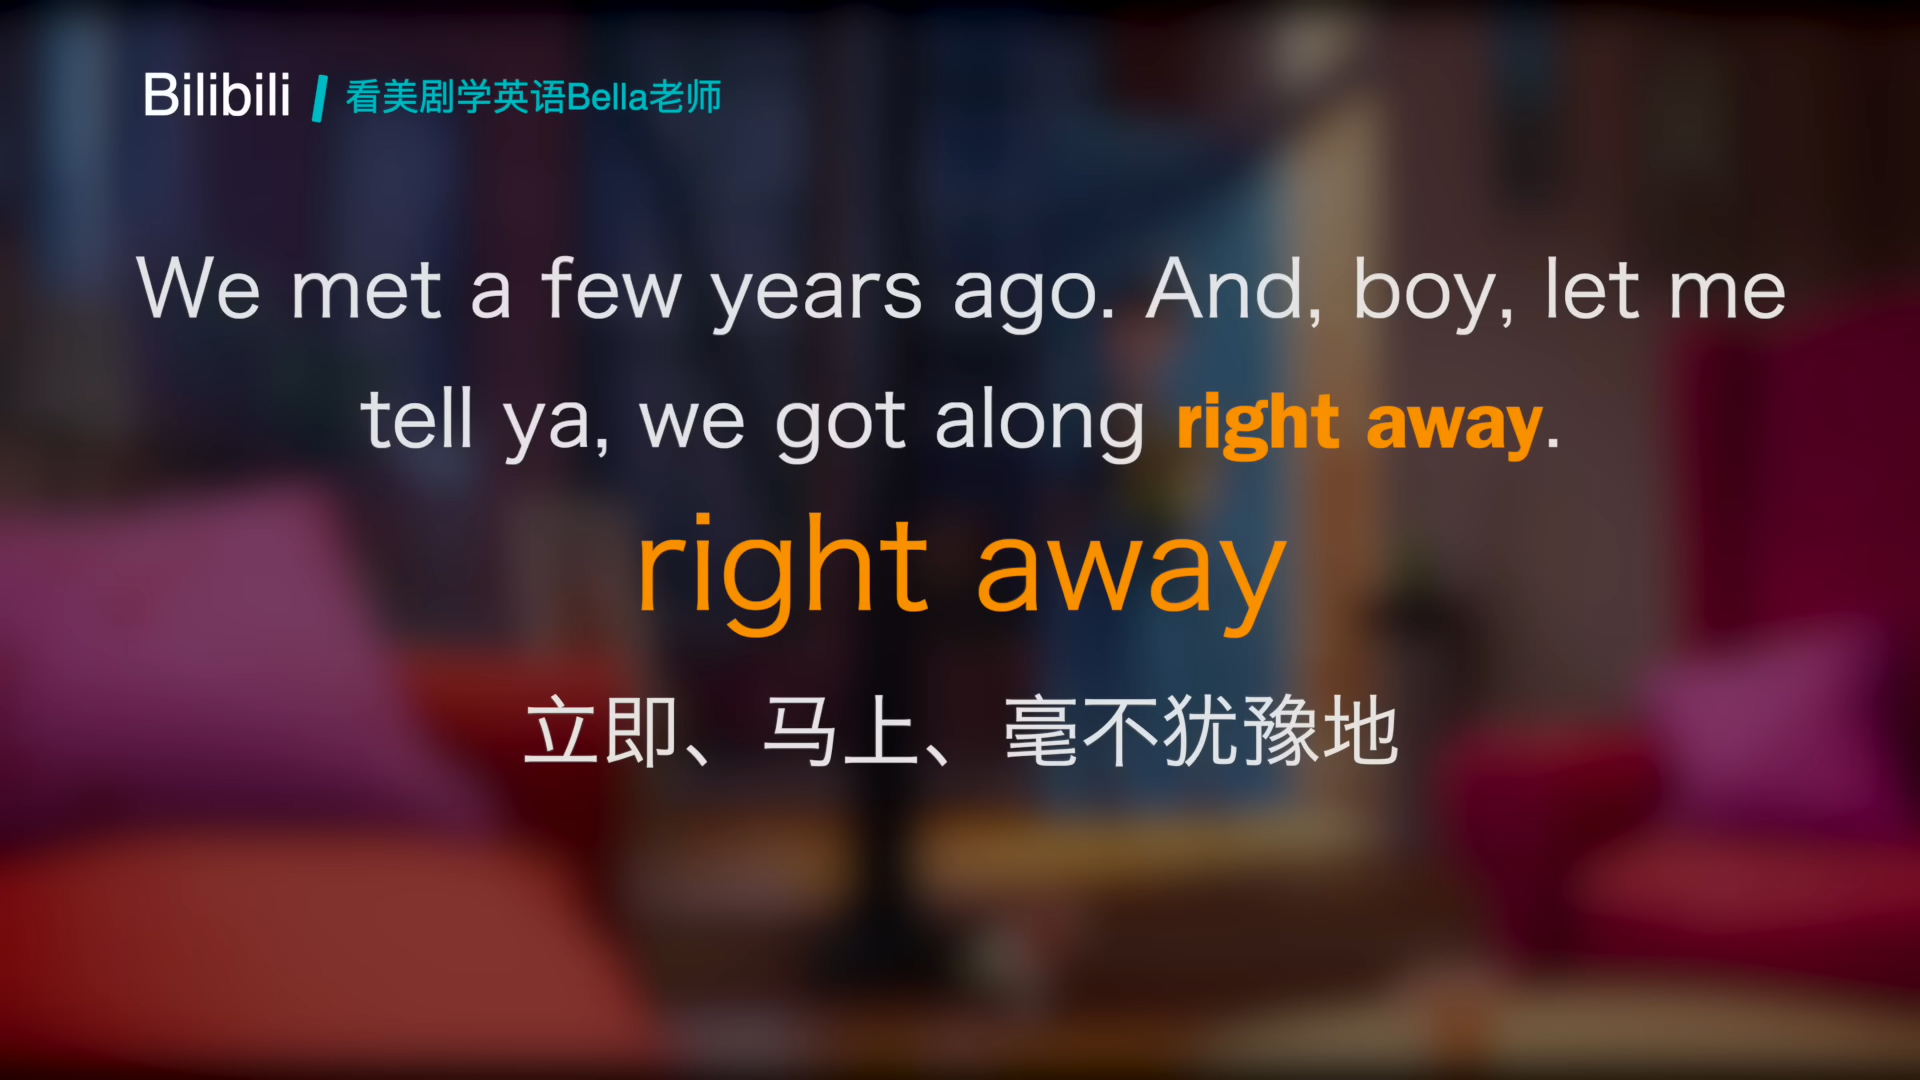 Bilibili / 看美剧学英语Bella老师
We met a few years ago. And, boy, let me
tell ya, we got along right away.
right away
立即、马上、毫不犹豫地